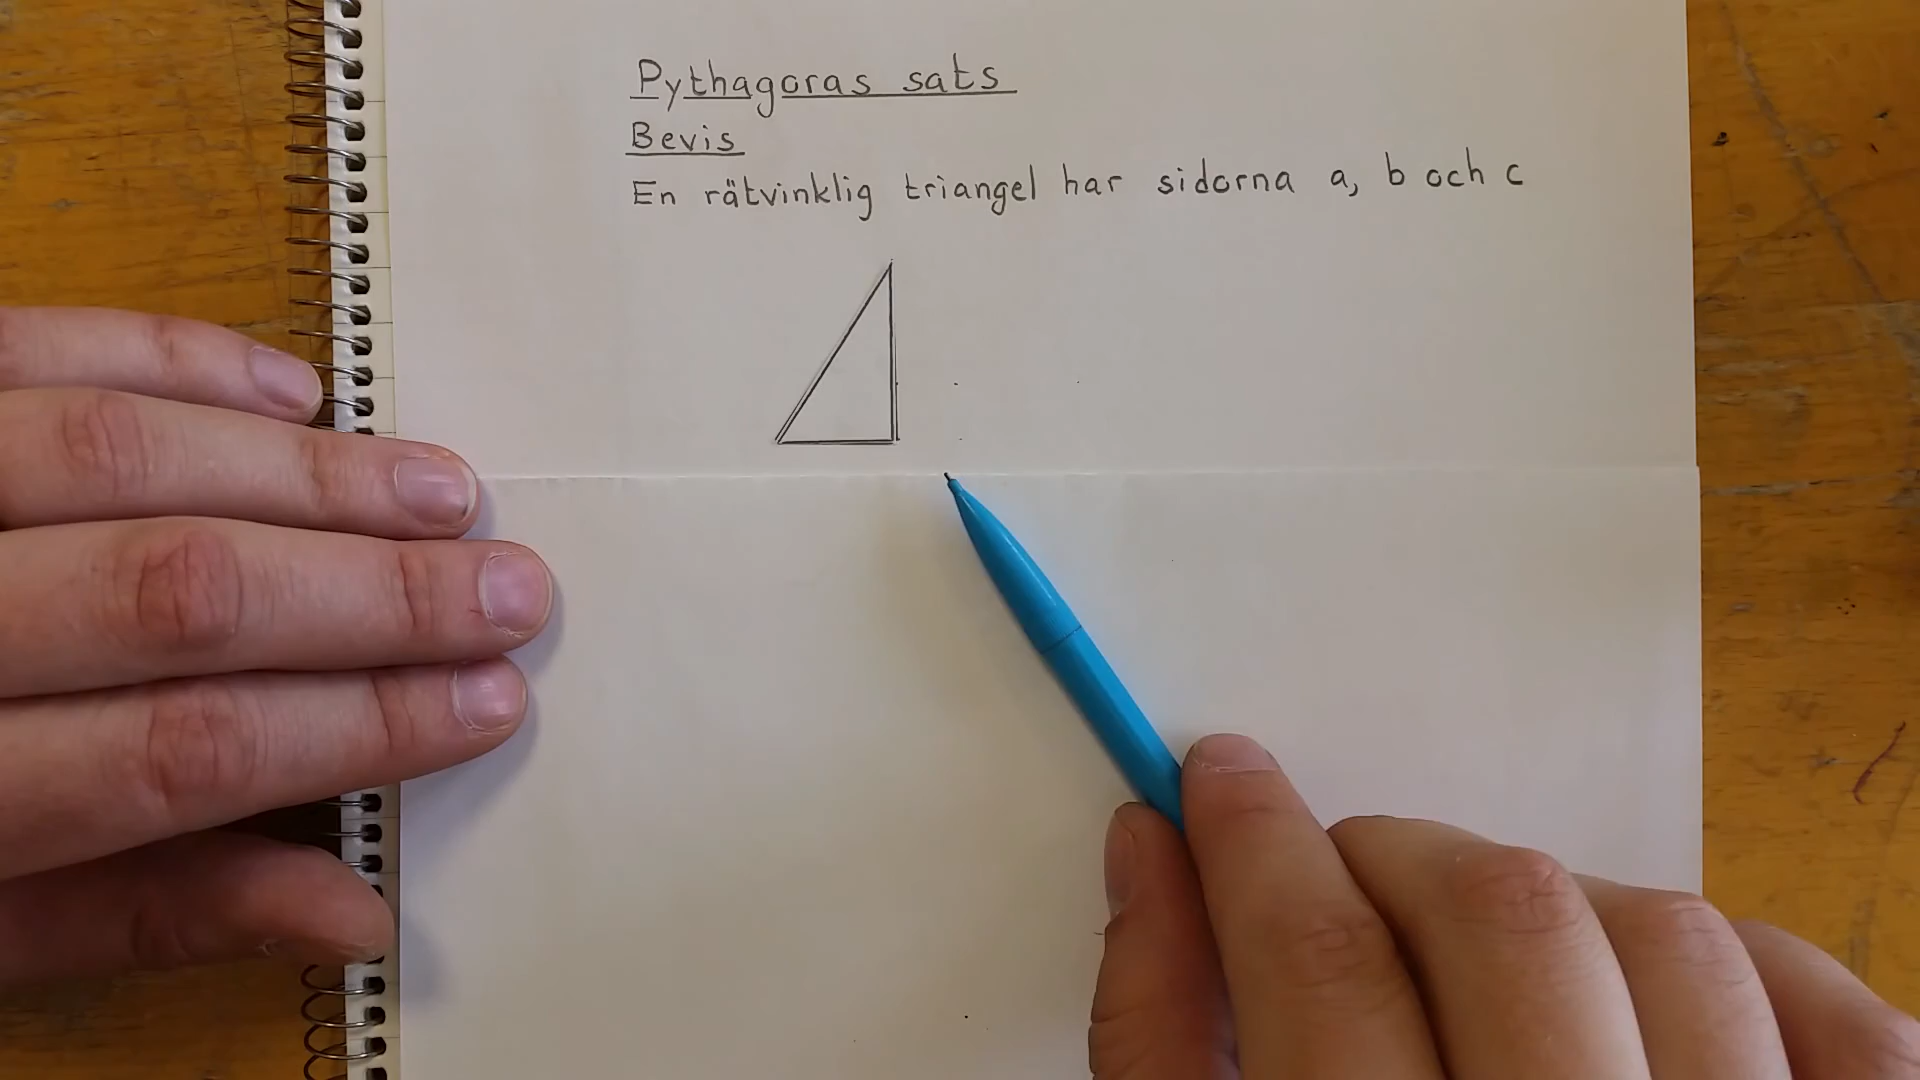 Pythagoras sats
Bevis
En rätvinklig triangel har sidorna a, b och c